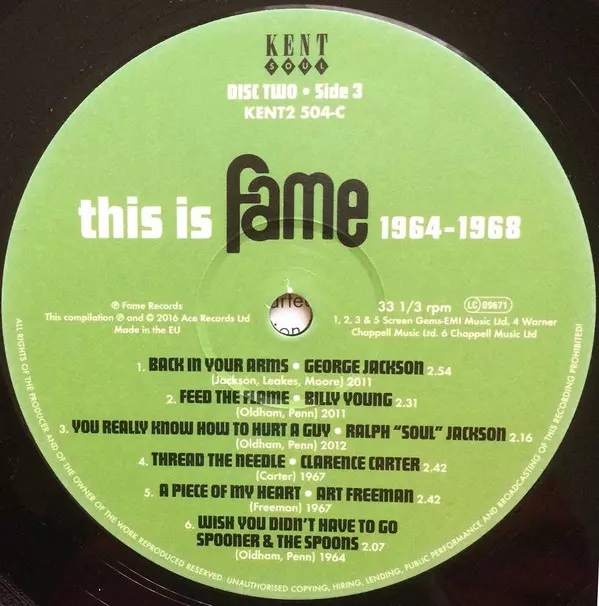 KENT
SOUL
DISC TWO • Side 3
KENT2 504-C
this is fame 1964-1968
℗ Fame Records
This compilation ℗ and © 2016 Ace Records Ltd
Made in the EU
33 1/3 rpm LC 09671
1, 2, 3 & 5 Screen Gems-EMI Music Ltd. 4 Warner
Chappell Music Ltd. 6 Chappell Music Ltd
1. BACK IN YOUR ARMS • GEORGE JACKSON 2.54
(Jackson, Leakes, Moore) 2011
2. FEED THE FLAME • BILLY YOUNG 2.31
(Oldham, Penn) 2011
3. YOU REALLY KNOW HOW TO HURT A GUY • RALPH "SOUL" JACKSON 2.16
(Oldham, Penn) 2012
4. THREAD THE NEEDLE • CLARENCE CARTER 2.42
(Carter) 1967
5. A PIECE OF MY HEART • ART FREEMAN 2.42
(Freeman) 1967
6. WISH YOU DIDN'T HAVE TO GO
SPOONER & THE SPOONS 2.07
(Oldham, Penn) 1964
ALL RIGHTS OF THE PRODUCER AND OF THE OWNER OF THE WORK REPRODUCED RESERVED. UNAUTHORISED COPYING, HIRING, LENDING, PUBLIC PERFORMANCE AND BROADCASTING OF THIS RECORDING PROHIBITED!